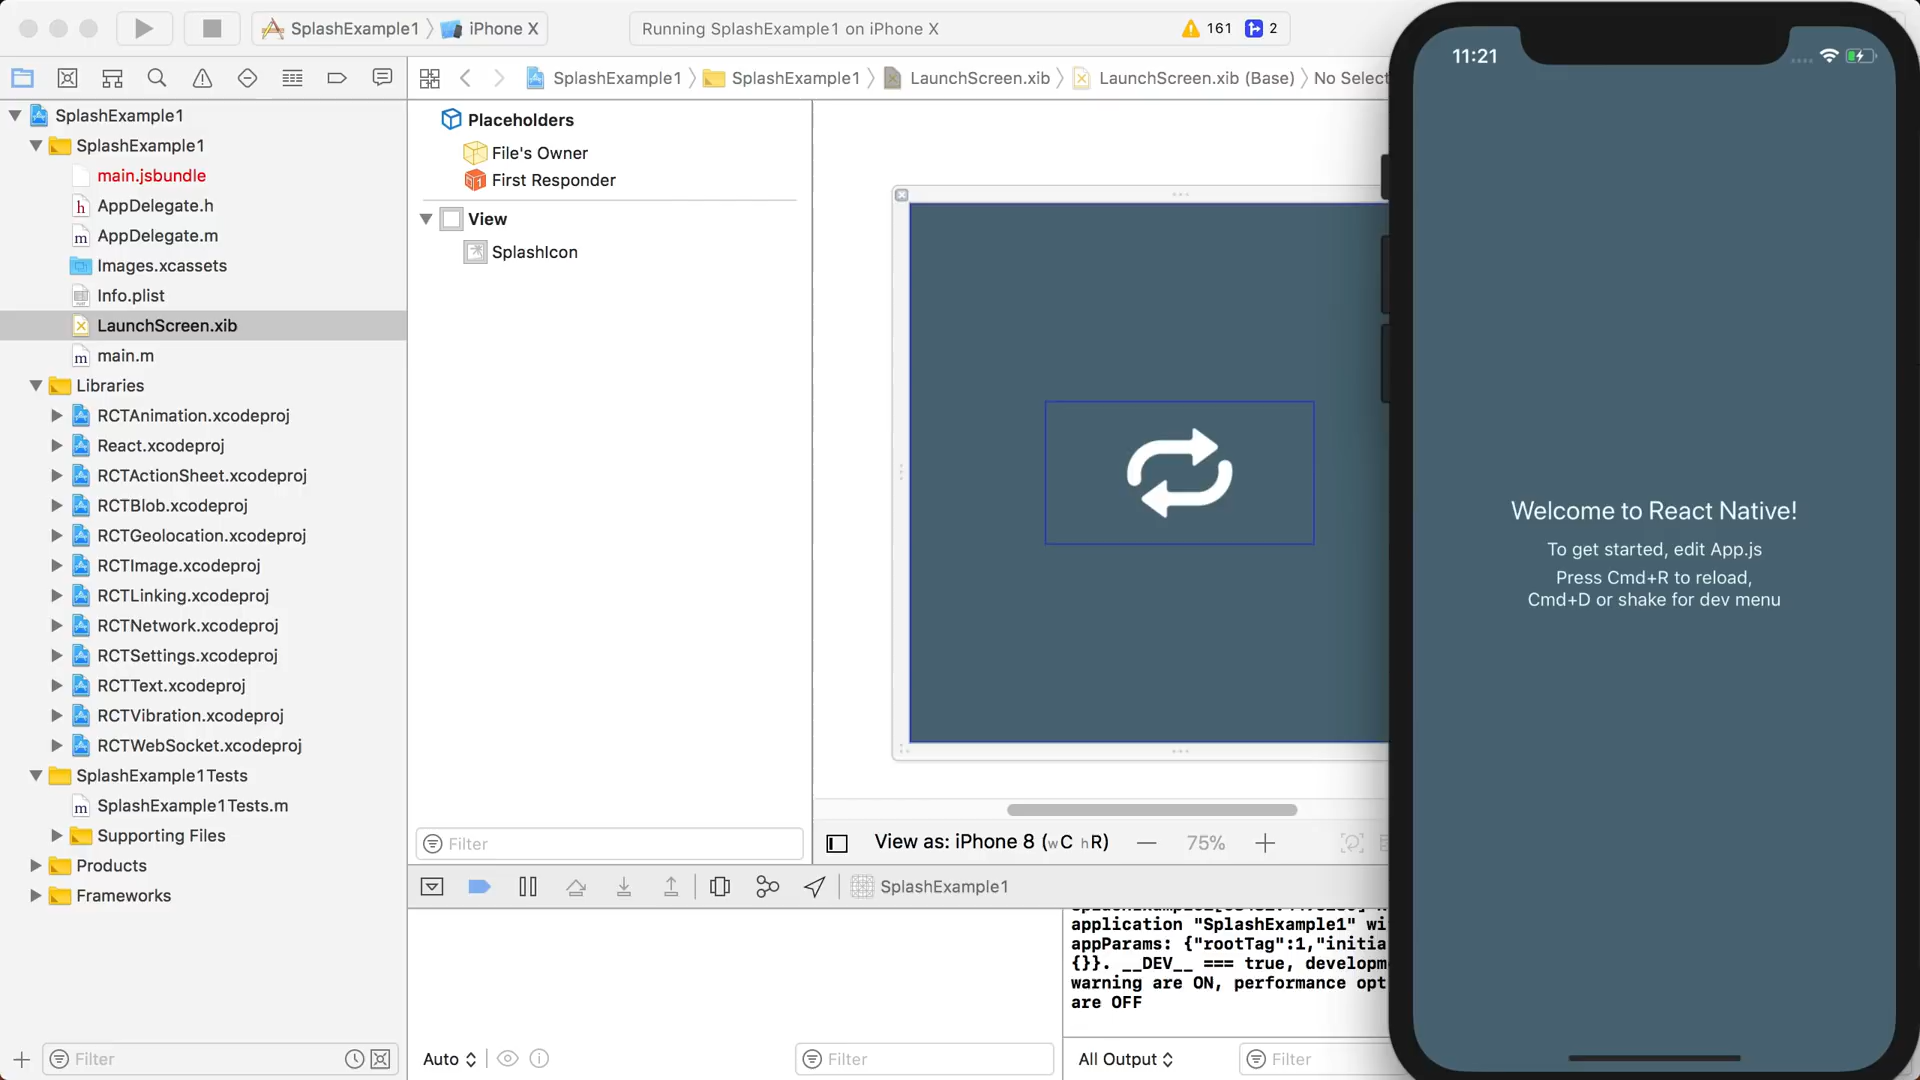 SplashExample1 〉 iPhone X
Running SplashExample1 on iPhone X
161
2
SplashExample1 〉 SplashExample1 〉 LaunchScreen.xib 〉 LaunchScreen.xib (Base) 〉 No Select
SplashExample1
SplashExample1
main.jsbundle
AppDelegate.h
AppDelegate.m
Images.xcassets
Info.plist
LaunchScreen.xib
main.m
Libraries
RCTAnimation.xcodeproj
React.xcodeproj
RCTActionSheet.xcodeproj
RCTBlob.xcodeproj
RCTGeolocation.xcodeproj
RCTImage.xcodeproj
RCTLinking.xcodeproj
RCTNetwork.xcodeproj
RCTSettings.xcodeproj
RCTText.xcodeproj
RCTVibration.xcodeproj
RCTWebSocket.xcodeproj
SplashExample1Tests
SplashExample1Tests.m
Supporting Files
Products
Frameworks
Filter
Placeholders
File's Owner
First Responder
View
SplashIcon
Filter
View as: iPhone 8 (wC hR)
75%
SplashExample1
application "SplashExample1" wi
appParams: {"rootTag":1,"initia
{}}. __DEV__ === true, developm
warning are ON, performance opt
are OFF
Auto
Filter
All Output
Filter
11:21
Welcome to React Native!
To get started, edit App.js
Press Cmd+R to reload,
Cmd+D or shake for dev menu